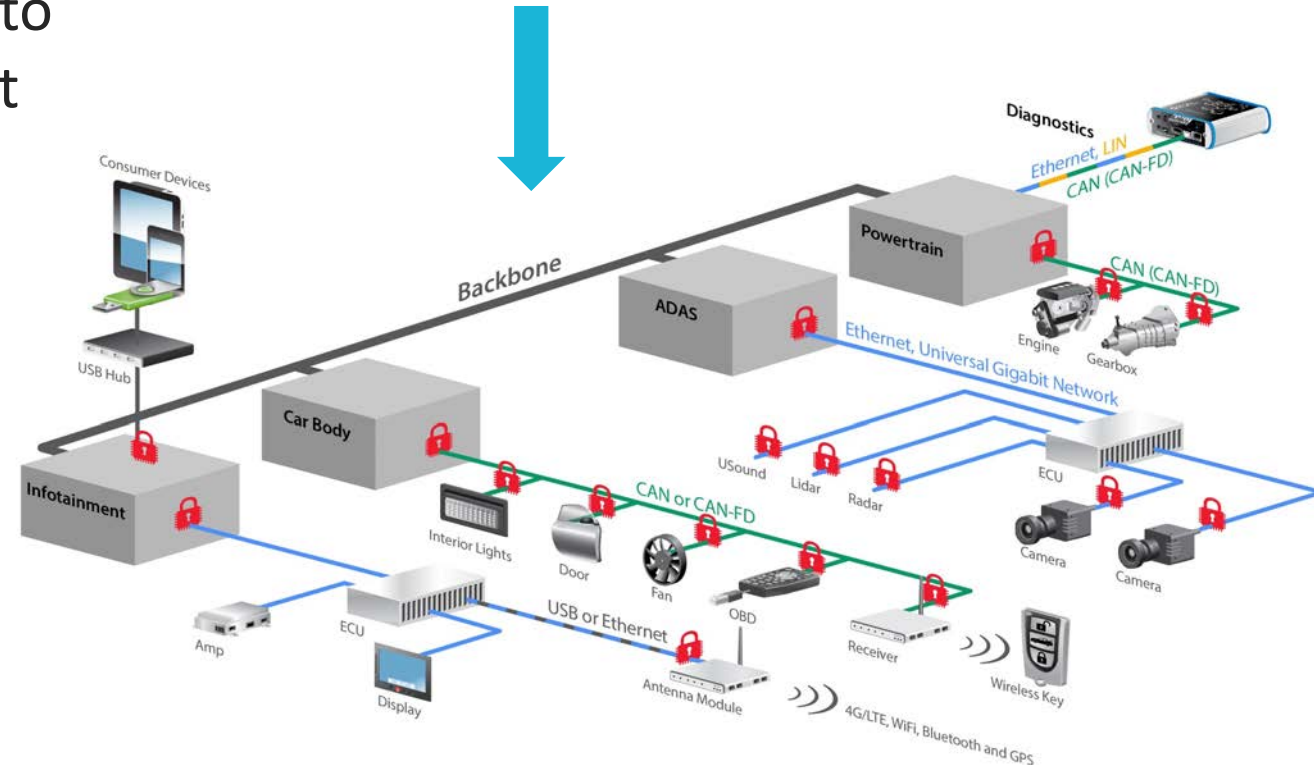 to
t
Diagnostics
Ethernet, LIN
CAN (CAN-FD)
Consumer Devices
Backbone
Powertrain
CAN (CAN-FD)
ADAS
Engine
Gearbox
Ethernet, Universal Gigabit Network
USB Hub
Car Body
USound
Lidar
Radar
ECU
Infotainment
CAN or CAN-FD
Interior Lights
Door
Fan
OBD
Camera
Camera
USB or Ethernet
Amp
ECU
Display
Antenna Module
Receiver
Wireless Key
4G/LTE, WiFi, Bluetooth and GPS